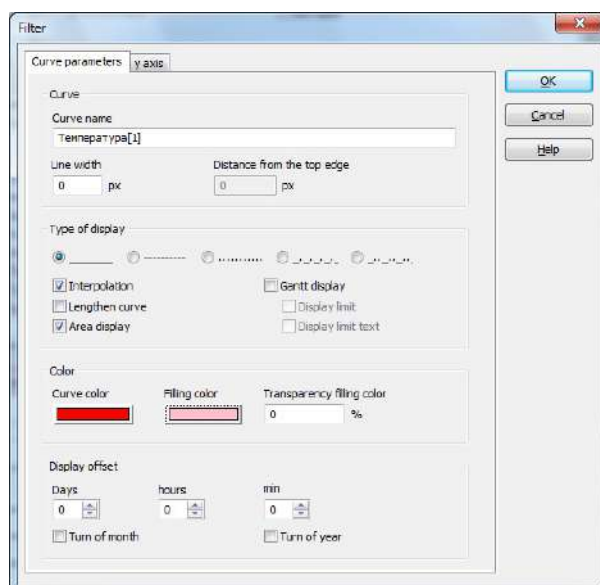 Filter
Curve parameters y axis
OK
Cancel
Help
Curve
Curve name
Температура[1]
Line width Distance from the top edge
0 px 0 px
Type of display
Interpolation Gantt display
Lengthen curve Display limit
Area display Display limit text
Color
Curve color Filling color Transparency filling color
0 %
Display offset
Days hours min
0 0 0
Turn of month Turn of year